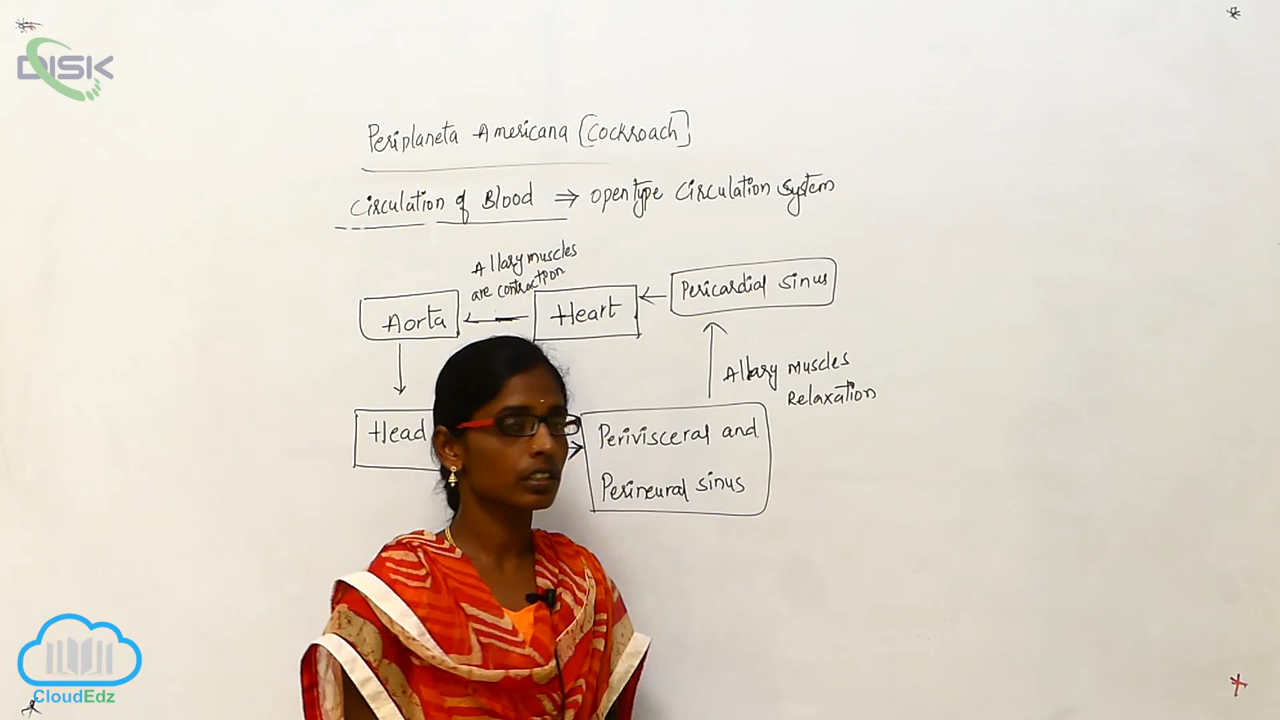 DISK
Periplaneta Americana [Cockroach]
Circulation of Blood ⇒ open type Circulation System
Allary muscles
are contraction
Aorta
Heart
Pericardial Sinus
Allary muscles
Relaxation
Head
Perivisceral and
Perineural sinus
CloudEdz